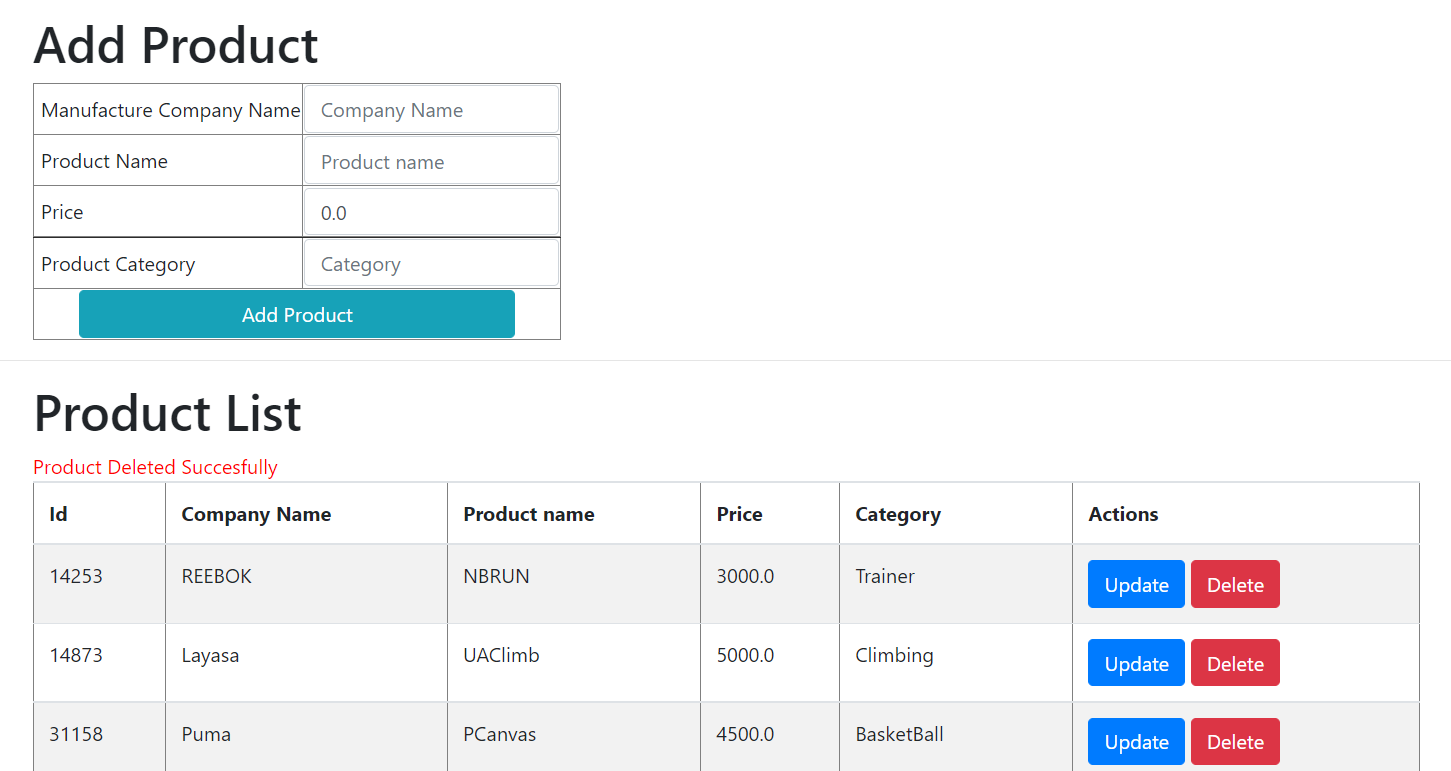 Add Product
Manufacture Company Name Company Name
Product Name Product name
Price 0.0
Product Category Category
Add Product
Product List
Product Deleted Succesfully
Id Company Name Product name Price Category Actions
14253 REEBOK NBRUN 3000.0 Trainer Update Delete
14873 Layasa UAClimb 5000.0 Climbing Update Delete
31158 Puma PCanvas 4500.0 BasketBall Update Delete